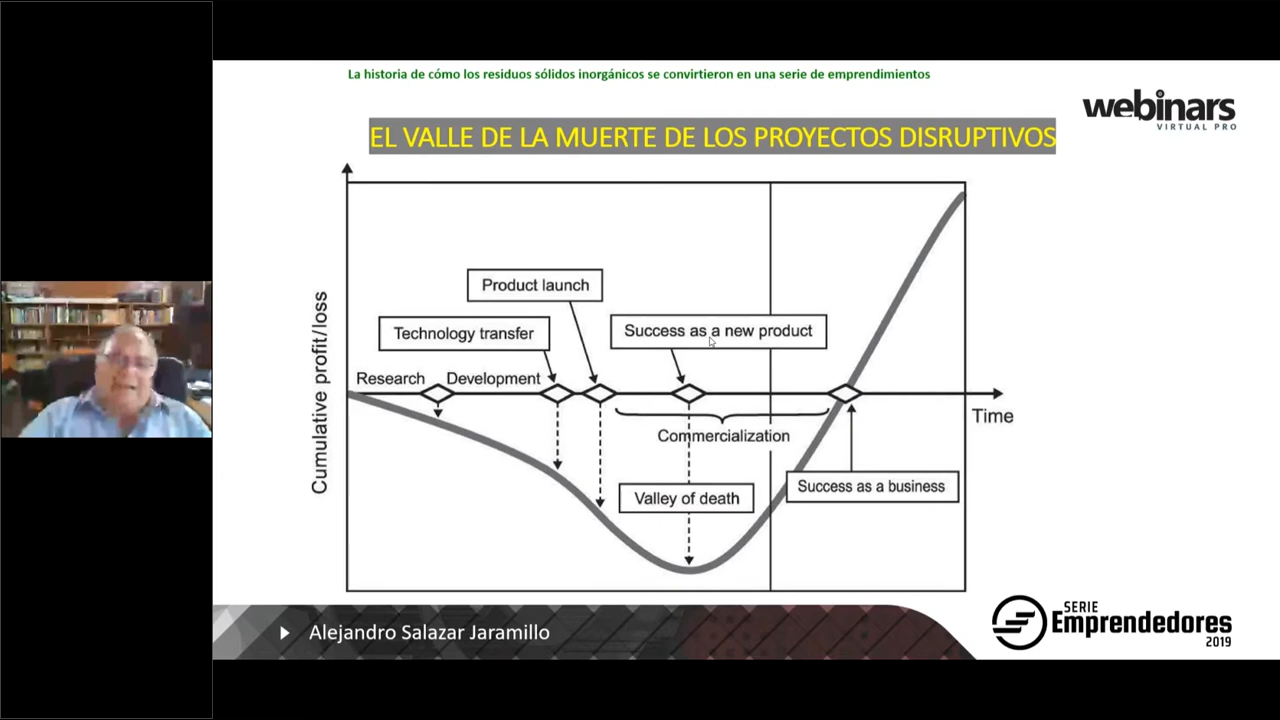 La historia de cómo los residuos sólidos inorgánicos se convirtieron en una serie de emprendimientos
webinars
VIRTUAL PRO
EL VALLE DE LA MUERTE DE LOS PROYECTOS DISRUPTIVOS
Product launch
Technology transfer
Success as a new product
Research
Development
Cumulative profit/loss
Time
Commercialization
Valley of death
Success as a business
Alejandro Salazar Jaramillo
SERIE
Emprendedores
2019